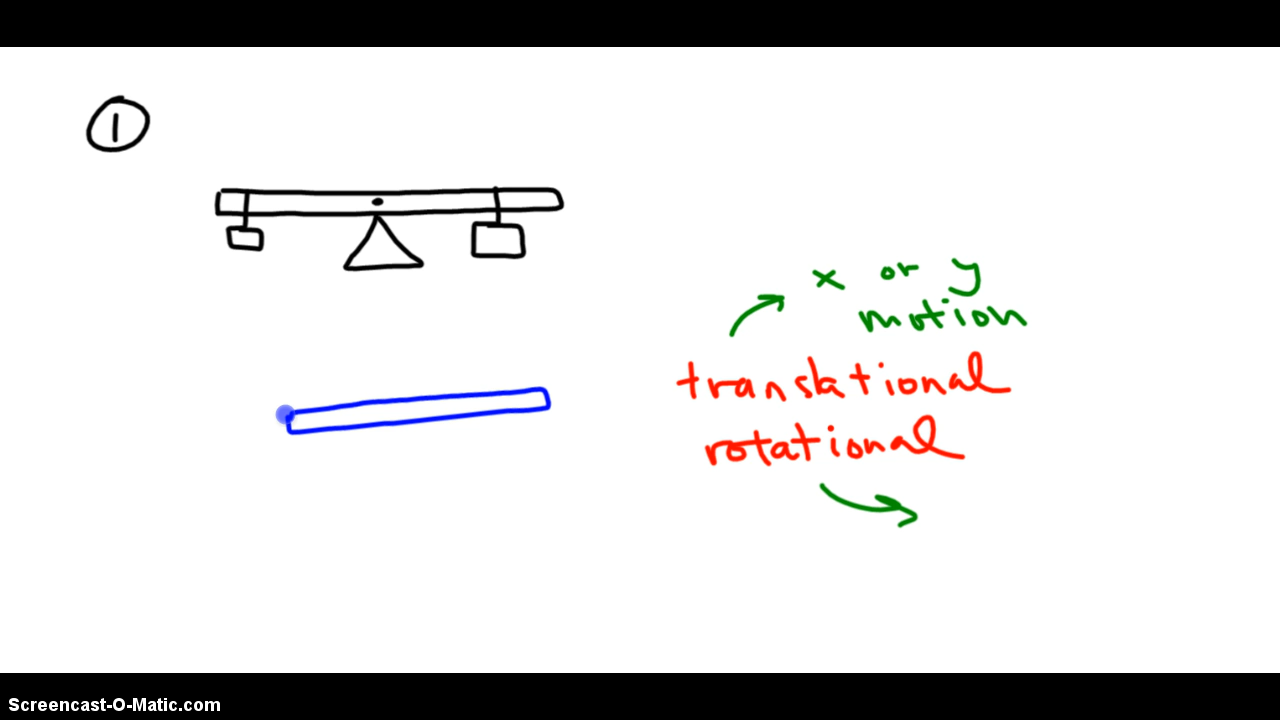 1
x or y
motion
translational
rotational
Screencast-O-Matic.com